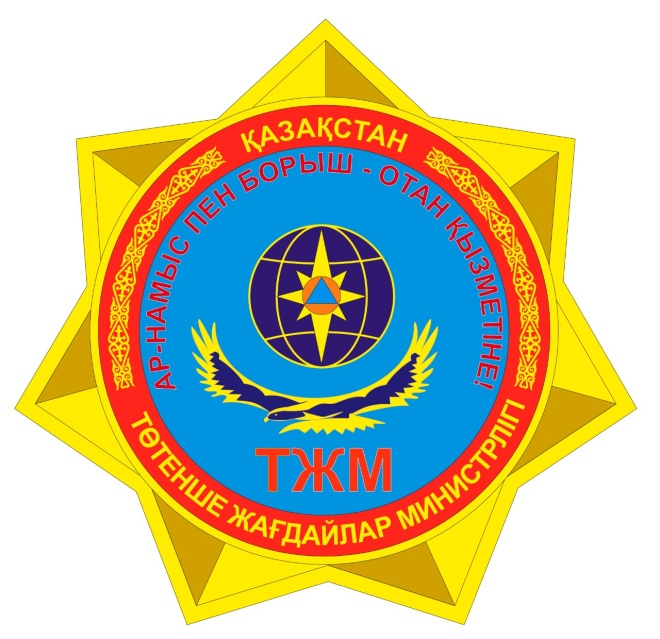 ҚАЗАҚСТАН
АР-НАМЫС ПЕН БОРЫШ - ОТАН ҚЫЗМЕТІНЕ!
ТЖМ
ТӨТЕНШЕ ЖАҒДАЙЛАР МИНИСТРЛІГІ